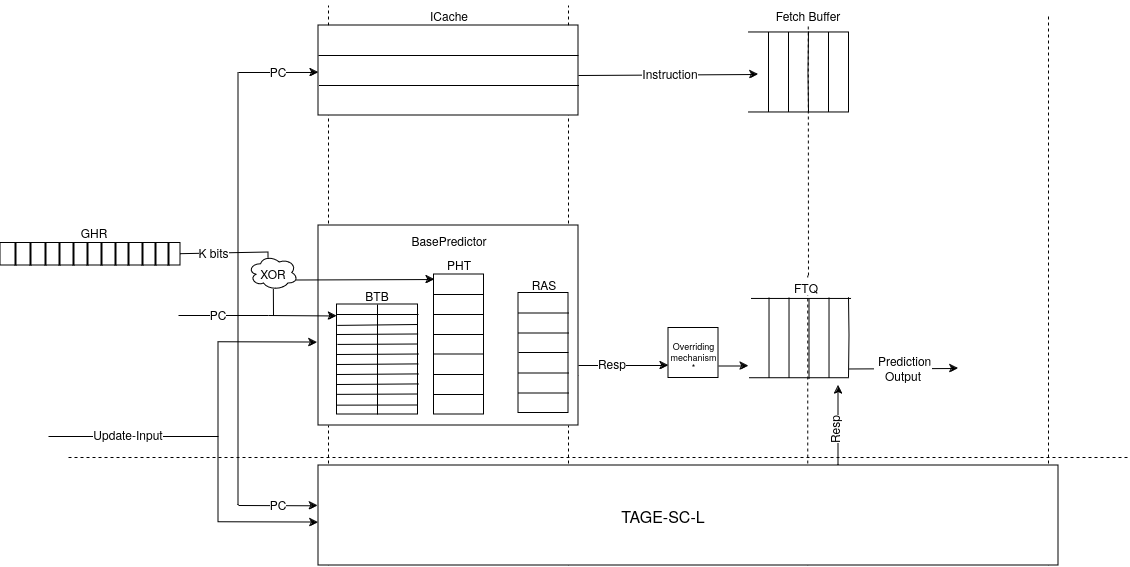 ICache
Fetch Buffer
PC
Instruction
GHR
K bits
XOR
BasePredictor
PHT
BTB
RAS
FTQ
PC
Overriding
mechanism
*
Resp
Prediction
Output
Update-Input
Resp
PC
TAGE-SC-L